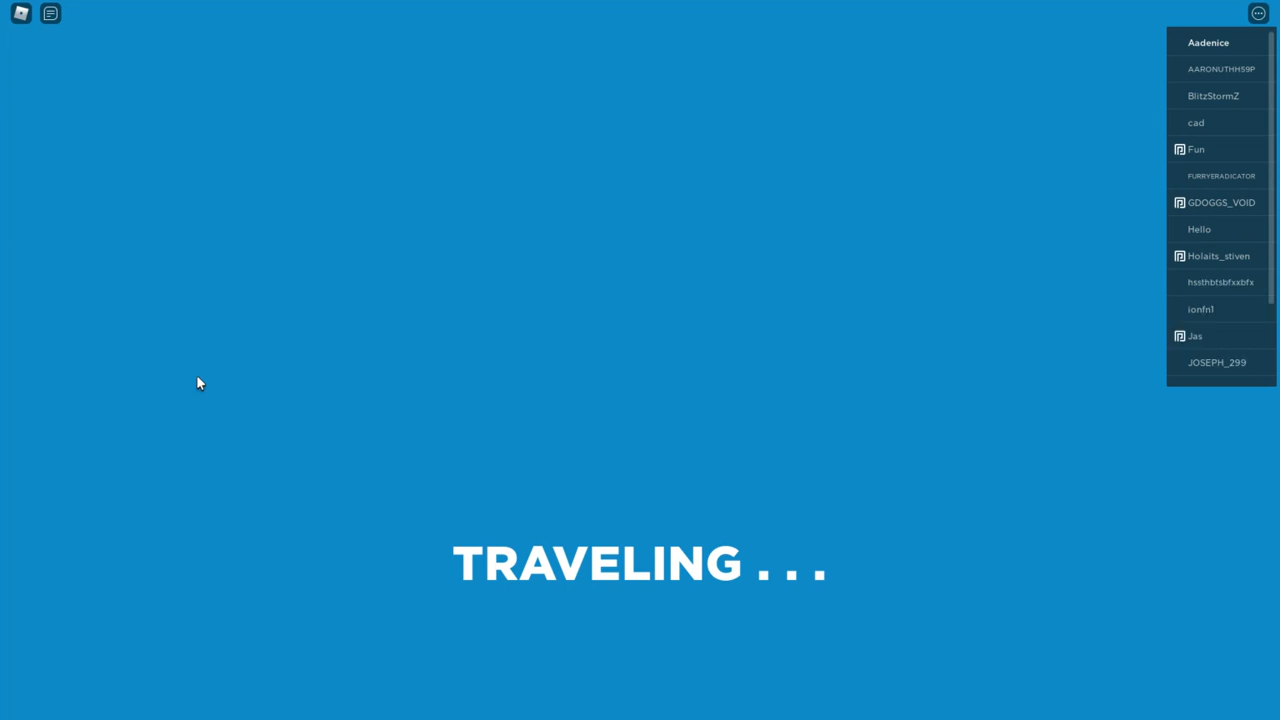 Aadenice
AARONUTHHS9P
BlitzStormZ
cad
Fun
FURRYERADICATOR
GDOGGS_VOID
Hello
Holaits_stiven
hssthbtsbfxxbfx
ionfn1
Jas
JOSEPH_299
TRAVELING . . .